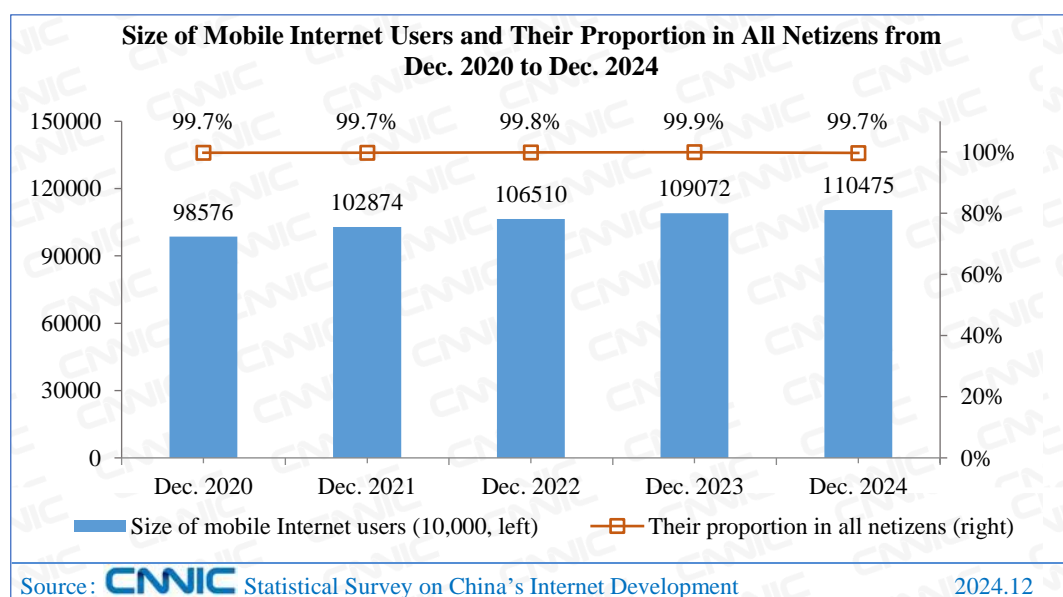 Size of Mobile Internet Users and Their Proportion in All Netizens from
Dec. 2020 to Dec. 2024
150000
120000
90000
60000
30000
0
99.7%
99.7%
99.8%
99.9%
99.7%
98576
102874
106510
109072
110475
100%
80%
60%
40%
20%
0%
Dec. 2020
Dec. 2021
Dec. 2022
Dec. 2023
Dec. 2024
Size of mobile Internet users (10,000, left)
Their proportion in all netizens (right)
Source: CNNIC Statistical Survey on China's Internet Development 2024.12